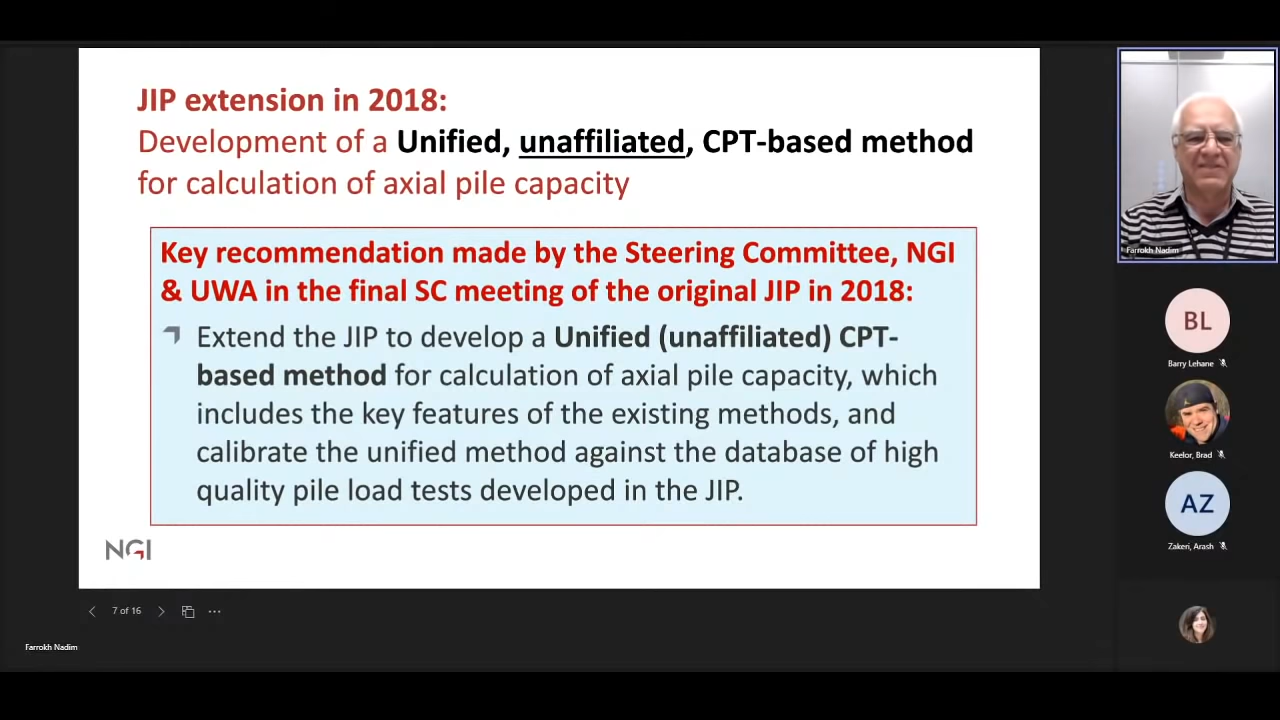 JIP extension in 2018:
Development of a Unified, unaffiliated, CPT-based method
for calculation of axial pile capacity
Key recommendation made by the Steering Committee, NGI
& UWA in the final SC meeting of the original JIP in 2018:
Extend the JIP to develop a Unified (unaffiliated) CPT-
based method for calculation of axial pile capacity, which
includes the key features of the existing methods, and
calibrate the unified method against the database of high
quality pile load tests developed in the JIP.
NGI
7 of 16
Farrokh Nadim
Farrokh Nadim
BL
Barry Lehane
Keelor, Brad
AZ
Zakeri, Arash